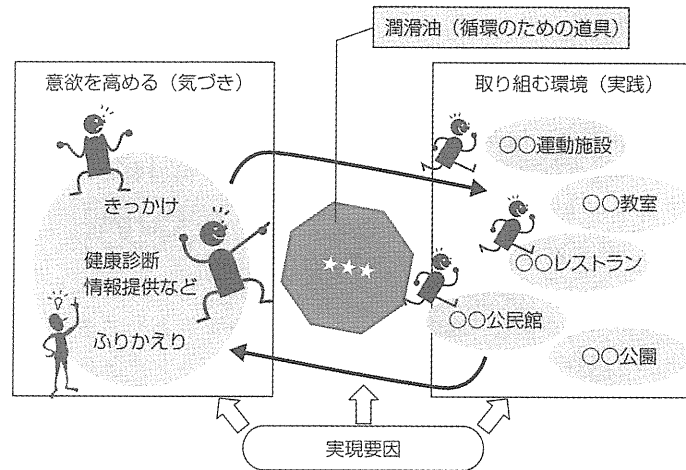 潤滑油（循環のための道具）
意欲を高める（気づき）
きっかけ
健康診断
情報提供など
ふりかえり
取り組む環境（実践）
○○運動施設
○○教室
○○レストラン
○○公民館
○○公園
実現要因